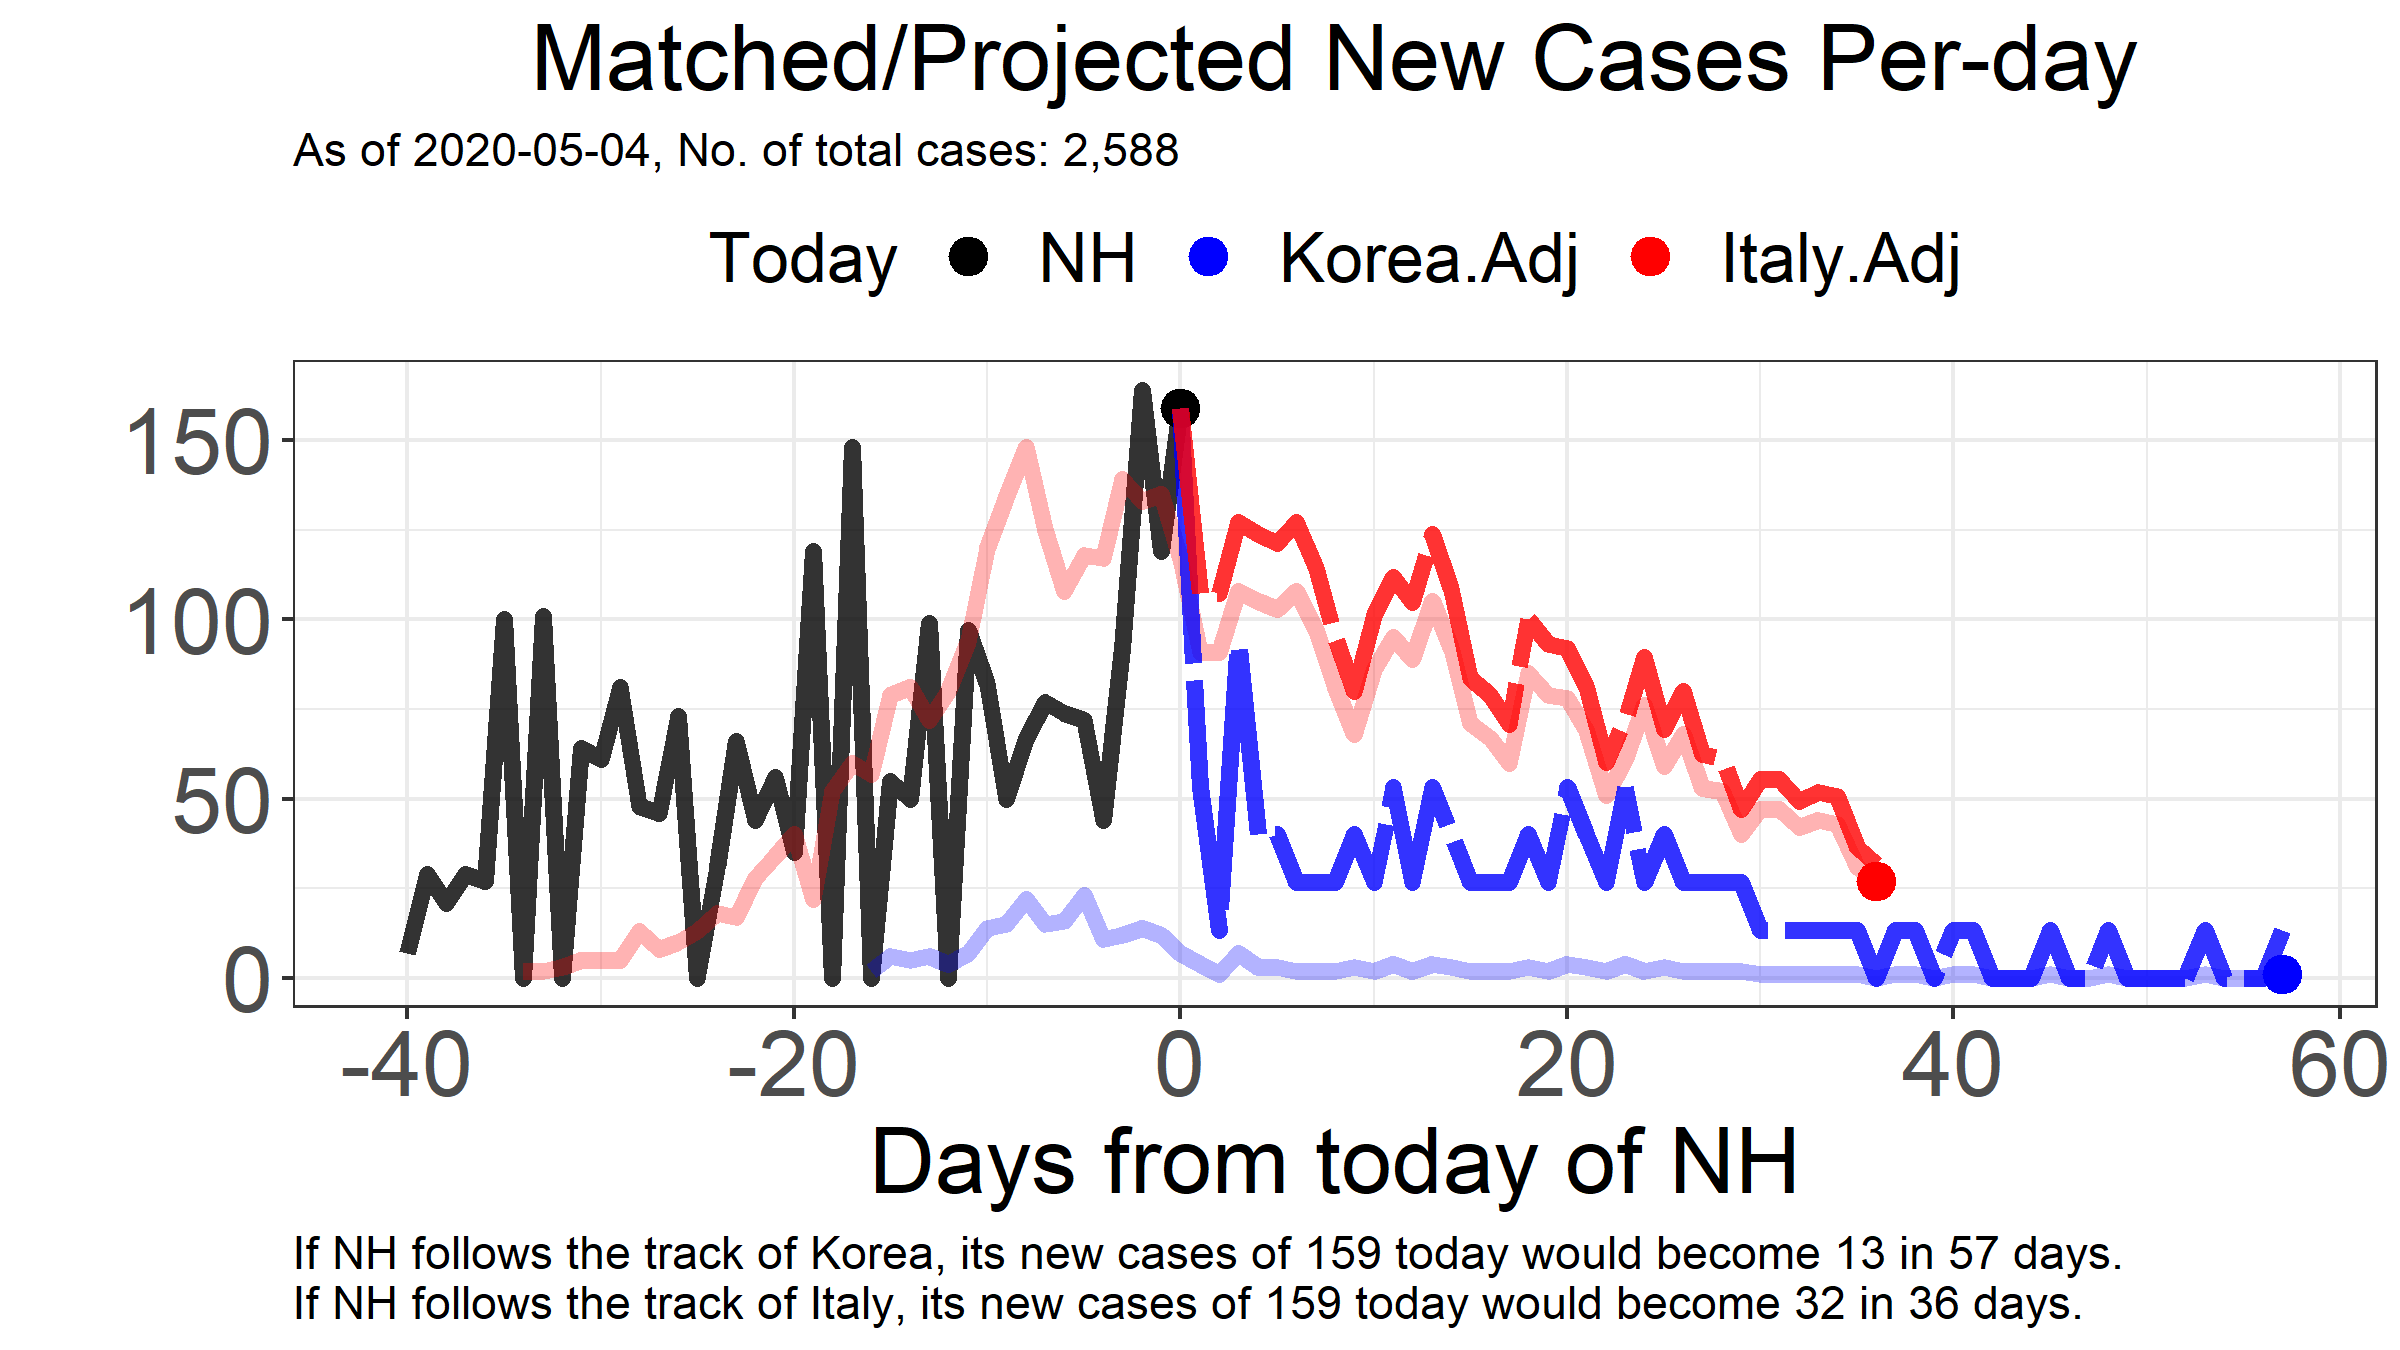 Matched/Projected New Cases Per-day
As of 2020-05-04, No. of total cases: 2,588
Today NH Korea.Adj Italy.Adj
150
100
50
0
-40 -20 0 20 40 60
Days from today of NH
If NH follows the track of Korea, its new cases of 159 today would become 13 in 57 days.
If NH follows the track of Italy, its new cases of 159 today would become 32 in 36 days.